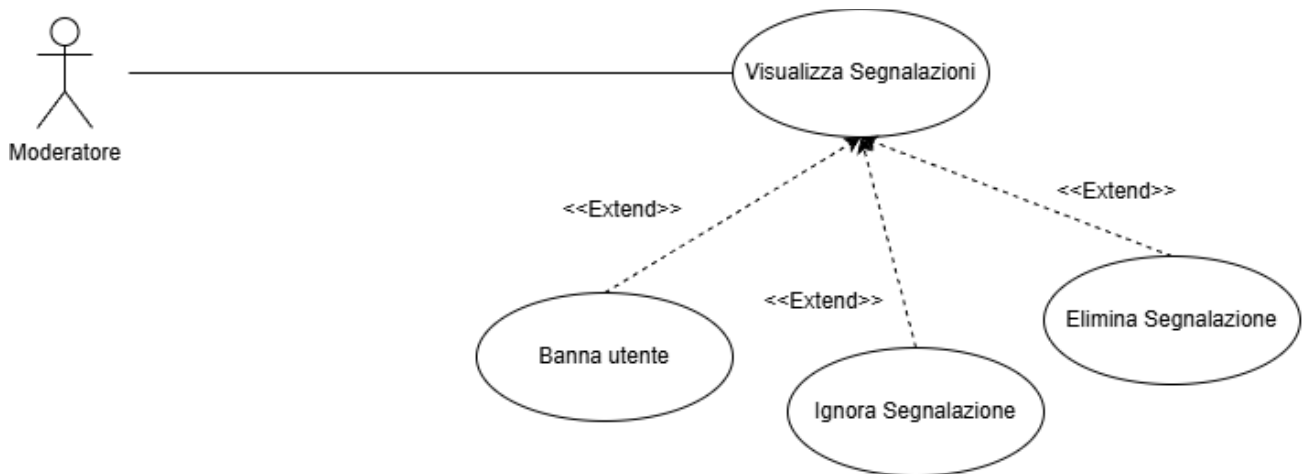 Visualizza Segnalazioni
Moderatore
<<Extend>>
<<Extend>>
<<Extend>>
Elimina Segnalazione
Banna utente
Ignora Segnalazione